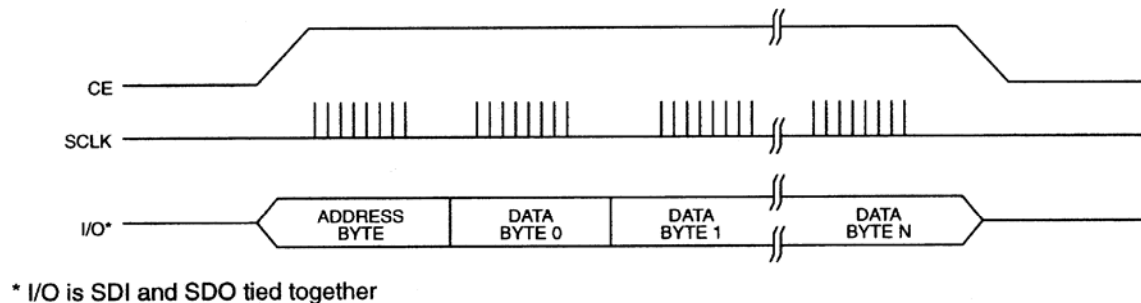 CE
SCLK
I/O*
ADDRESS
BYTE
DATA
BYTE 0
DATA
BYTE 1
DATA
BYTE N
* I/O is SDI and SDO tied together